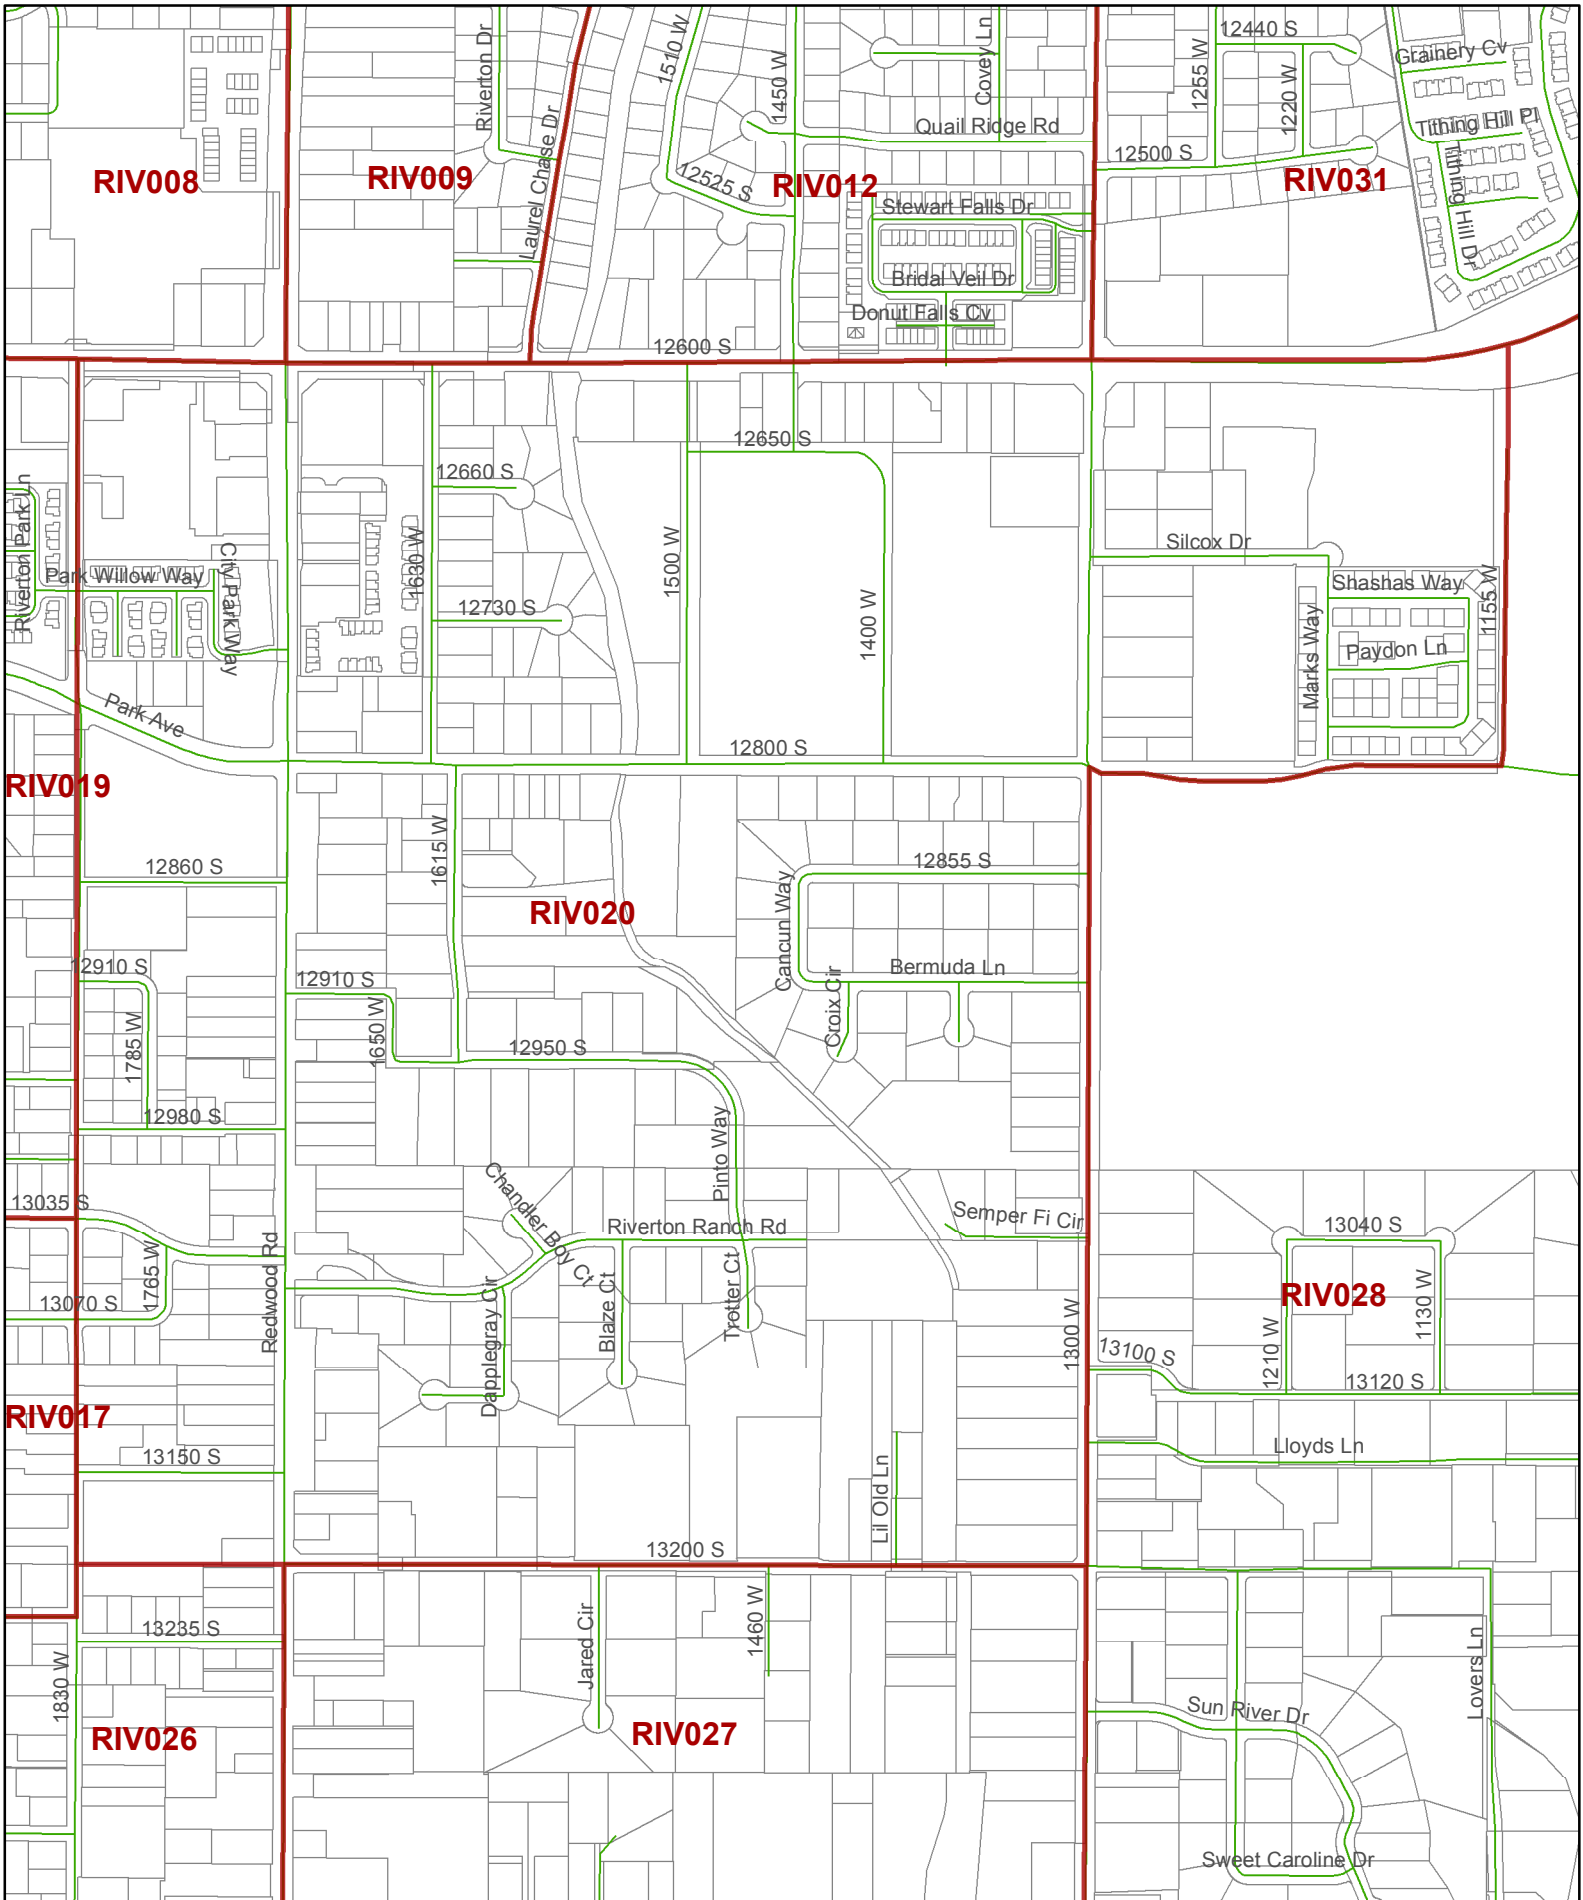 12440 S
Grainery Cv
Riverton Dr
1510 W
1450 W
Covey Ln
1255 W
1220 W
Quail Ridge Rd
Tithing Hill Pl
12500 S
RIV008
RIV009
Laurel Chase Dr
12525 S
RIV012
RIV031
Stewart Falls Dr
Tithing Hill Dr
Bridal Veil Dr
Donut Falls Cv
12600 S
12650 S
12660 S
Riverton Park Ln
Park Willow Way
City Park Way
1630 W
1500 W
1400 W
12730 S
Silcox Dr
Shashas Way
1155 W
Marks Way
Paydon Ln
Park Ave
12800 S
RIV019
12860 S
1615 W
12855 S
RIV020
Cancun Way
12910 S
12910 S
Bermuda Ln
Croix Cir
1785 W
1650 W
12950 S
12980 S
Pinto Way
Chandler Boy Ct
13035 S
Riverton Ranch Rd
Semper Fi Cir
13040 S
1765 W
Redwood Rd
13070 S
Dapplegray Cir
Blaze Ct
Trotter Ct
1300 W
RIV028
1130 W
1210 W
13100 S
13120 S
RIV017
13150 S
Lil Old Ln
Lloyds Ln
13200 S
13235 S
Jared Cir
1460 W
1830 W
Lovers Ln
RIV026
RIV027
Sun River Dr
Sweet Caroline Dr